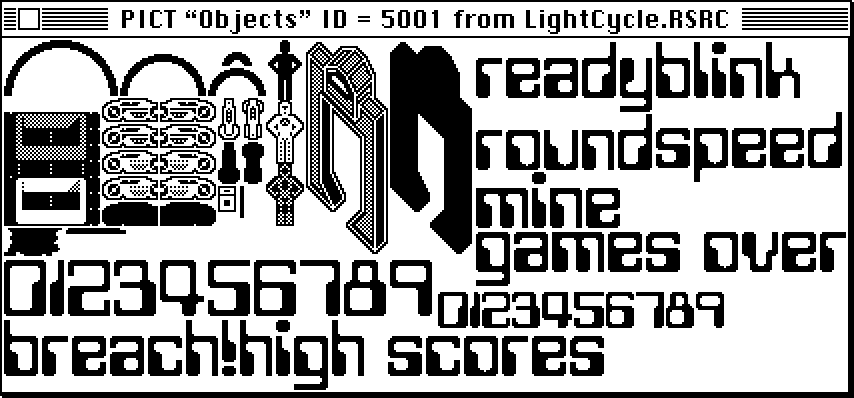 PICT “Objects” ID = 5001 from LightCycle.RSRC
readyblink
roundspeed
mine
games over
0123456789
0123456789
breach!high scores